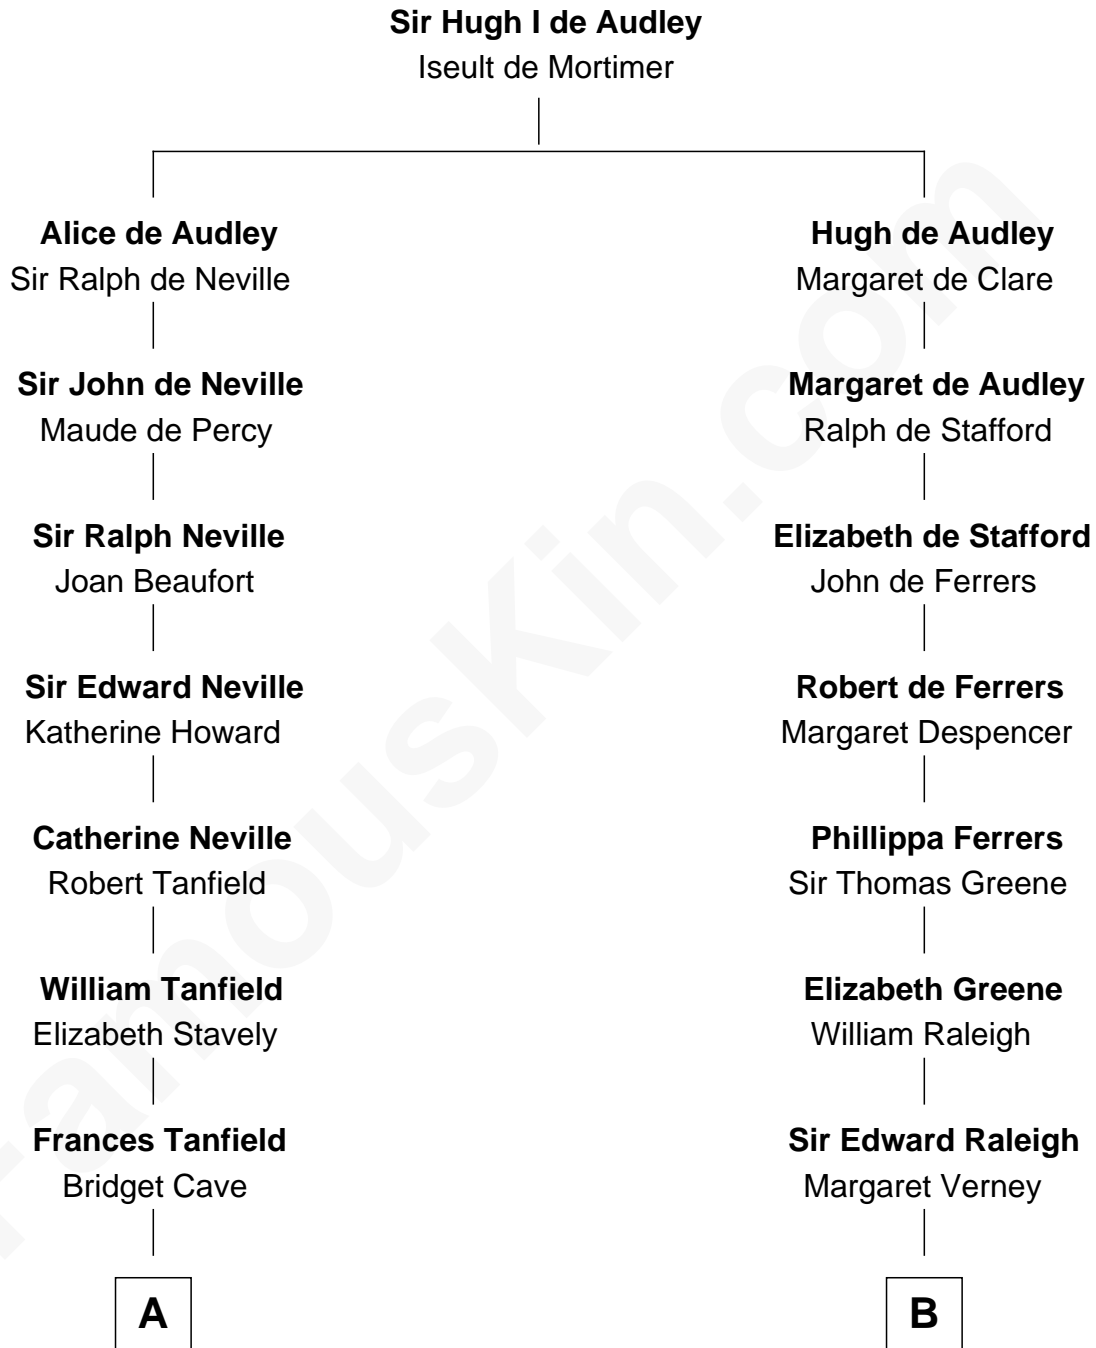 Sir Hugh I de Audley
Iseult de Mortimer
Alice de Audley
Sir Ralph de Neville
Hugh de Audley
Margaret de Clare
Sir John de Neville
Maude de Percy
Margaret de Audley
Ralph de Stafford
Sir Ralph Neville
Joan Beaufort
Elizabeth de Stafford
John de Ferrers
Sir Edward Neville
Katherine Howard
Robert de Ferrers
Margaret Despencer
Catherine Neville
Robert Tanfield
Phillippa Ferrers
Sir Thomas Greene
William Tanfield
Elizabeth Stavely
Elizabeth Greene
William Raleigh
Frances Tanfield
Bridget Cave
Sir Edward Raleigh
Margaret Verney
A
B
FamousKin.com